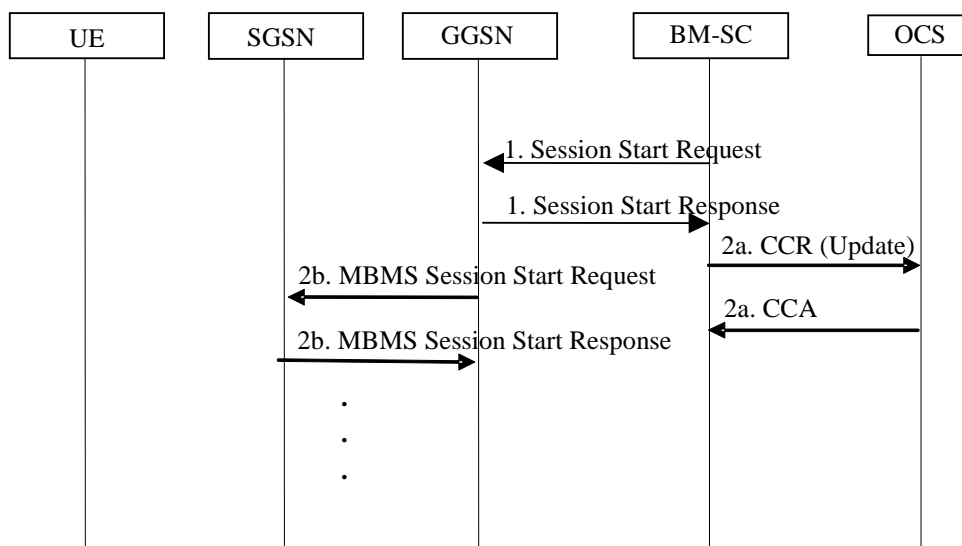 UE
SGSN
GGSN
BM-SC
OCS
1. Session Start Request
1. Session Start Response
2a. CCR (Update)
2b. MBMS Session Start Request
2a. CCA
2b. MBMS Session Start Response
.
.
.